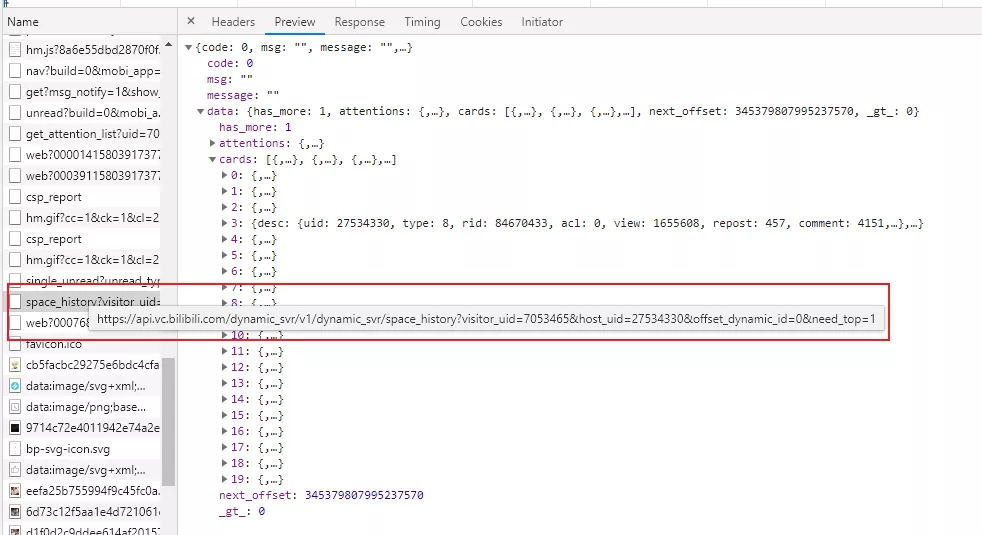 Name
× Headers Preview Response Timing Cookies Initiator
hm.js?8a6e55dbd2870f0f.
nav?build=0&mobi_app=
get?msg_notify=1&show_
unread?build=0&mobi_a
get_attention_list?uid=70
web?00001415803917377
web?00039115803917377
csp_report
hm.gif?cc=1&ck=1&cl=2
csp_report
hm.gif?cc=1&ck=1&cl=2
single_unread?unread_typ
space_history?visitor_uid=
web?000768
favicon.ico
cb5facbc29275e6bdc4cfa
data:image/svg+xml;...
data:image/png;base...
9714c72e4011942e74a2e
bp-svg-icon.svg
data:image/svg+xml;...
eefa25b755994f9c45fc0a.
6d73c12f5aa1e4d721061
d1f0d2c9ddee614af20157
▼{code: 0, msg: "", message: "",…}
code: 0
msg: ""
message: ""
▼data: {has_more: 1, attentions: {,…}, cards: [{,…}, {,…}, {,…},…], next_offset: 345379807995237570, _gt_: 0}
has_more: 1
▶attentions: {,…}
▼cards: [{,…}, {,…}, {,…},…]
▶0: {,…}
▶1: {,…}
▶2: {,…}
▶3: {desc: {uid: 27534330, type: 8, rid: 84670433, acl: 0, view: 1655608, repost: 457, comment: 4151,…},…}
▶4: {,…}
▶5: {,…}
▶6: {,…}
▶7: {,…}
▶8: {,…}
https://api.vc.bilibili.com/dynamic_svr/v1/dynamic_svr/space_history?visitor_uid=7053465&host_uid=27534330&offset_dynamic_id=0&need_top=1
▶10: {,…}
▶11: {,…}
▶12: {,…}
▶13: {,…}
▶14: {,…}
▶15: {,…}
▶16: {,…}
▶17: {,…}
▶18: {,…}
▶19: {,…}
next_offset: 345379807995237570
_gt_: 0